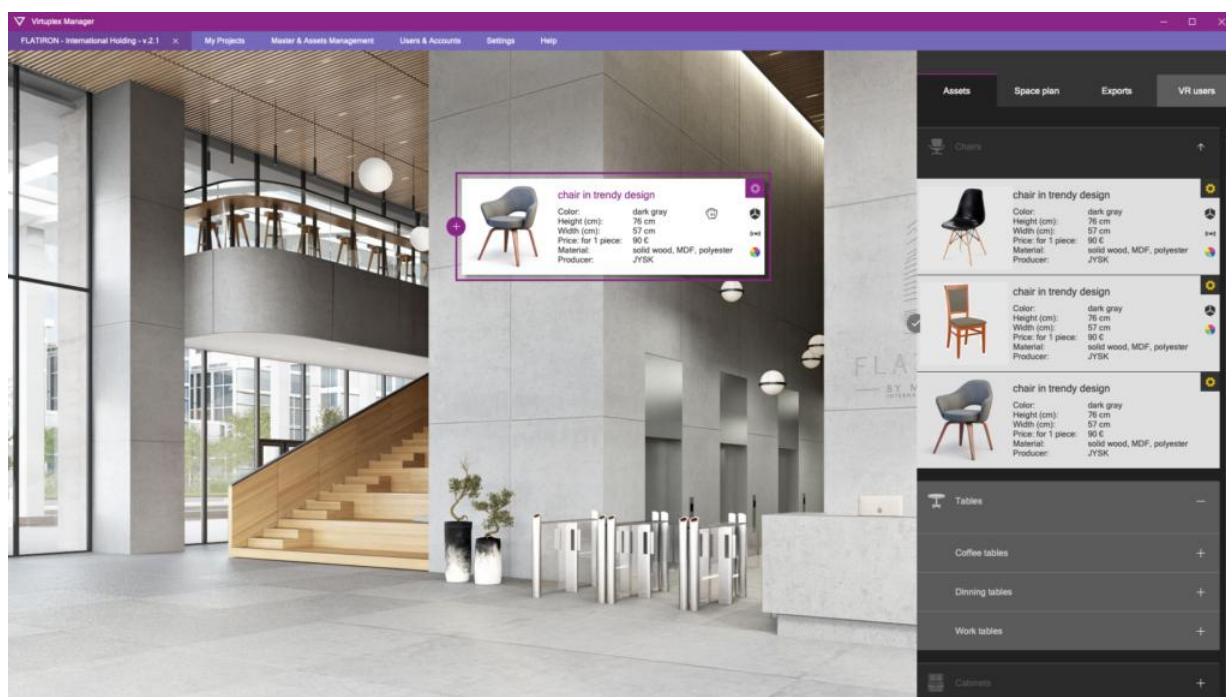 Virtuplex Manager
FLATIRON - International Holding - v.2.1
My Projects
Master & Assets Management
Users & Accounts
Settings
Help
Assets
Space plan
Exports
VR users
Chairs
chair in trendy design
Color: dark gray
Height (cm): 76 cm
Width (cm): 57 cm
Price: for 1 piece: 90 €
Material: solid wood, MDF, polyester
Producer: JYSK
chair in trendy design
Color: dark gray
Height (cm): 76 cm
Width (cm): 57 cm
Price: for 1 piece: 90 €
Material: solid wood, MDF, polyester
Producer: JYSK
chair in trendy design
Color: dark gray
Height (cm): 76 cm
Width (cm): 57 cm
Price: for 1 piece: 90 €
Material: solid wood, MDF, polyester
Producer: JYSK
chair in trendy design
Color: dark gray
Height (cm): 76 cm
Width (cm): 57 cm
Price: for 1 piece: 90 €
Material: solid wood, MDF, polyester
Producer: JYSK
FLA
BY M
INTERNA
Tables
Coffee tables
Dinning tables
Work tables
Cabinets